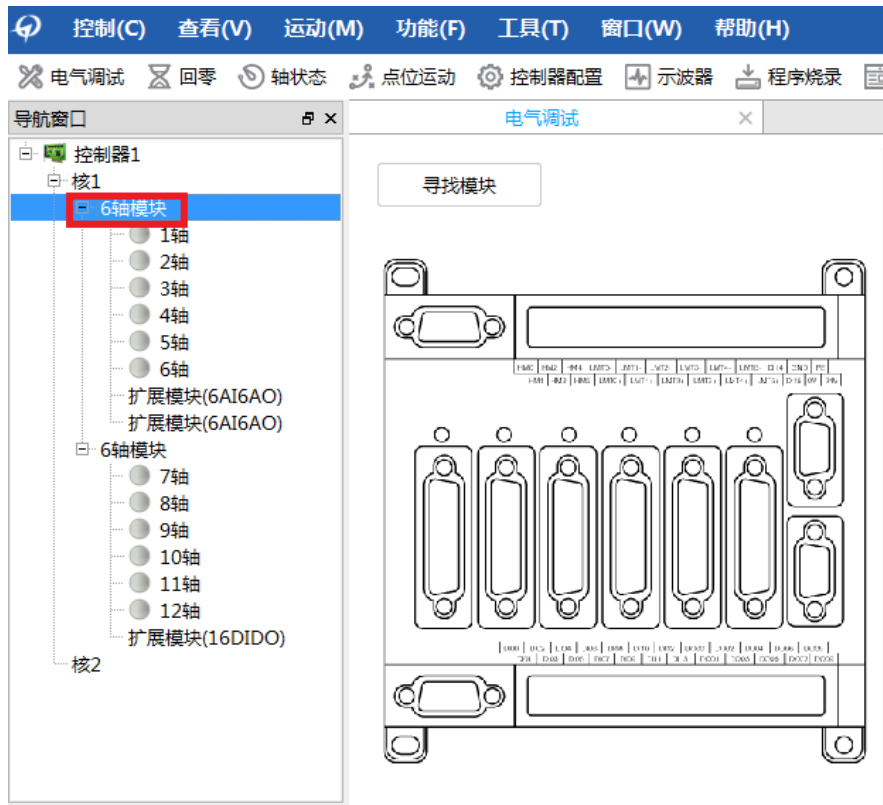 控制(C) 查看(V) 运动(M) 功能(F) 工具(T) 窗口(W) 帮助(H)
电气调试 回零 轴状态 点位运动 控制器配置 示波器 程序烧录
导航窗口 电气调试
控制器1
核1
寻找模块
6轴模块
1轴
2轴
3轴
4轴
5轴
6轴
扩展模块(6AI6AO)
扩展模块(6AI6AO)
6轴模块
7轴
8轴
9轴
10轴
11轴
12轴
扩展模块(16DIDO)
核2